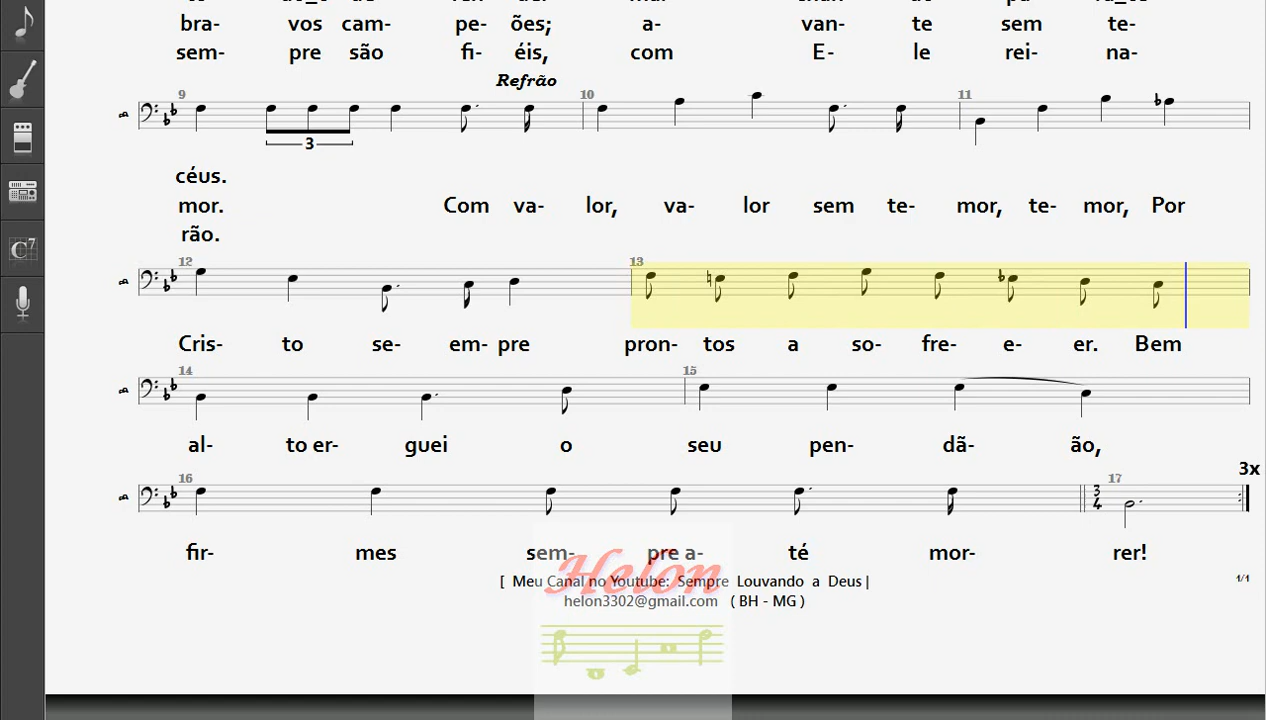 bra- vos cam- pe- ões; a- van- te sem te-
sem- pre são fi- éis, com E- le rei- na-
Refrão
9 10 11
3
céus.
mor. Com va- lor, va- lor sem te- mor, te- mor, Por
rão.
12 13
Cris- to se- em- pre pron- tos a so- fre- e- er. Bem
14 15
al- to er- guei o seu pen- dã- ão,
3x
16 17
3
4
fir- mes sem- pre a- té mor- rer!
Helon
[ Meu Canal no Youtube: Sempre Louvando a Deus |
1/1
helon3302@gmail.com ( BH - MG )
C7